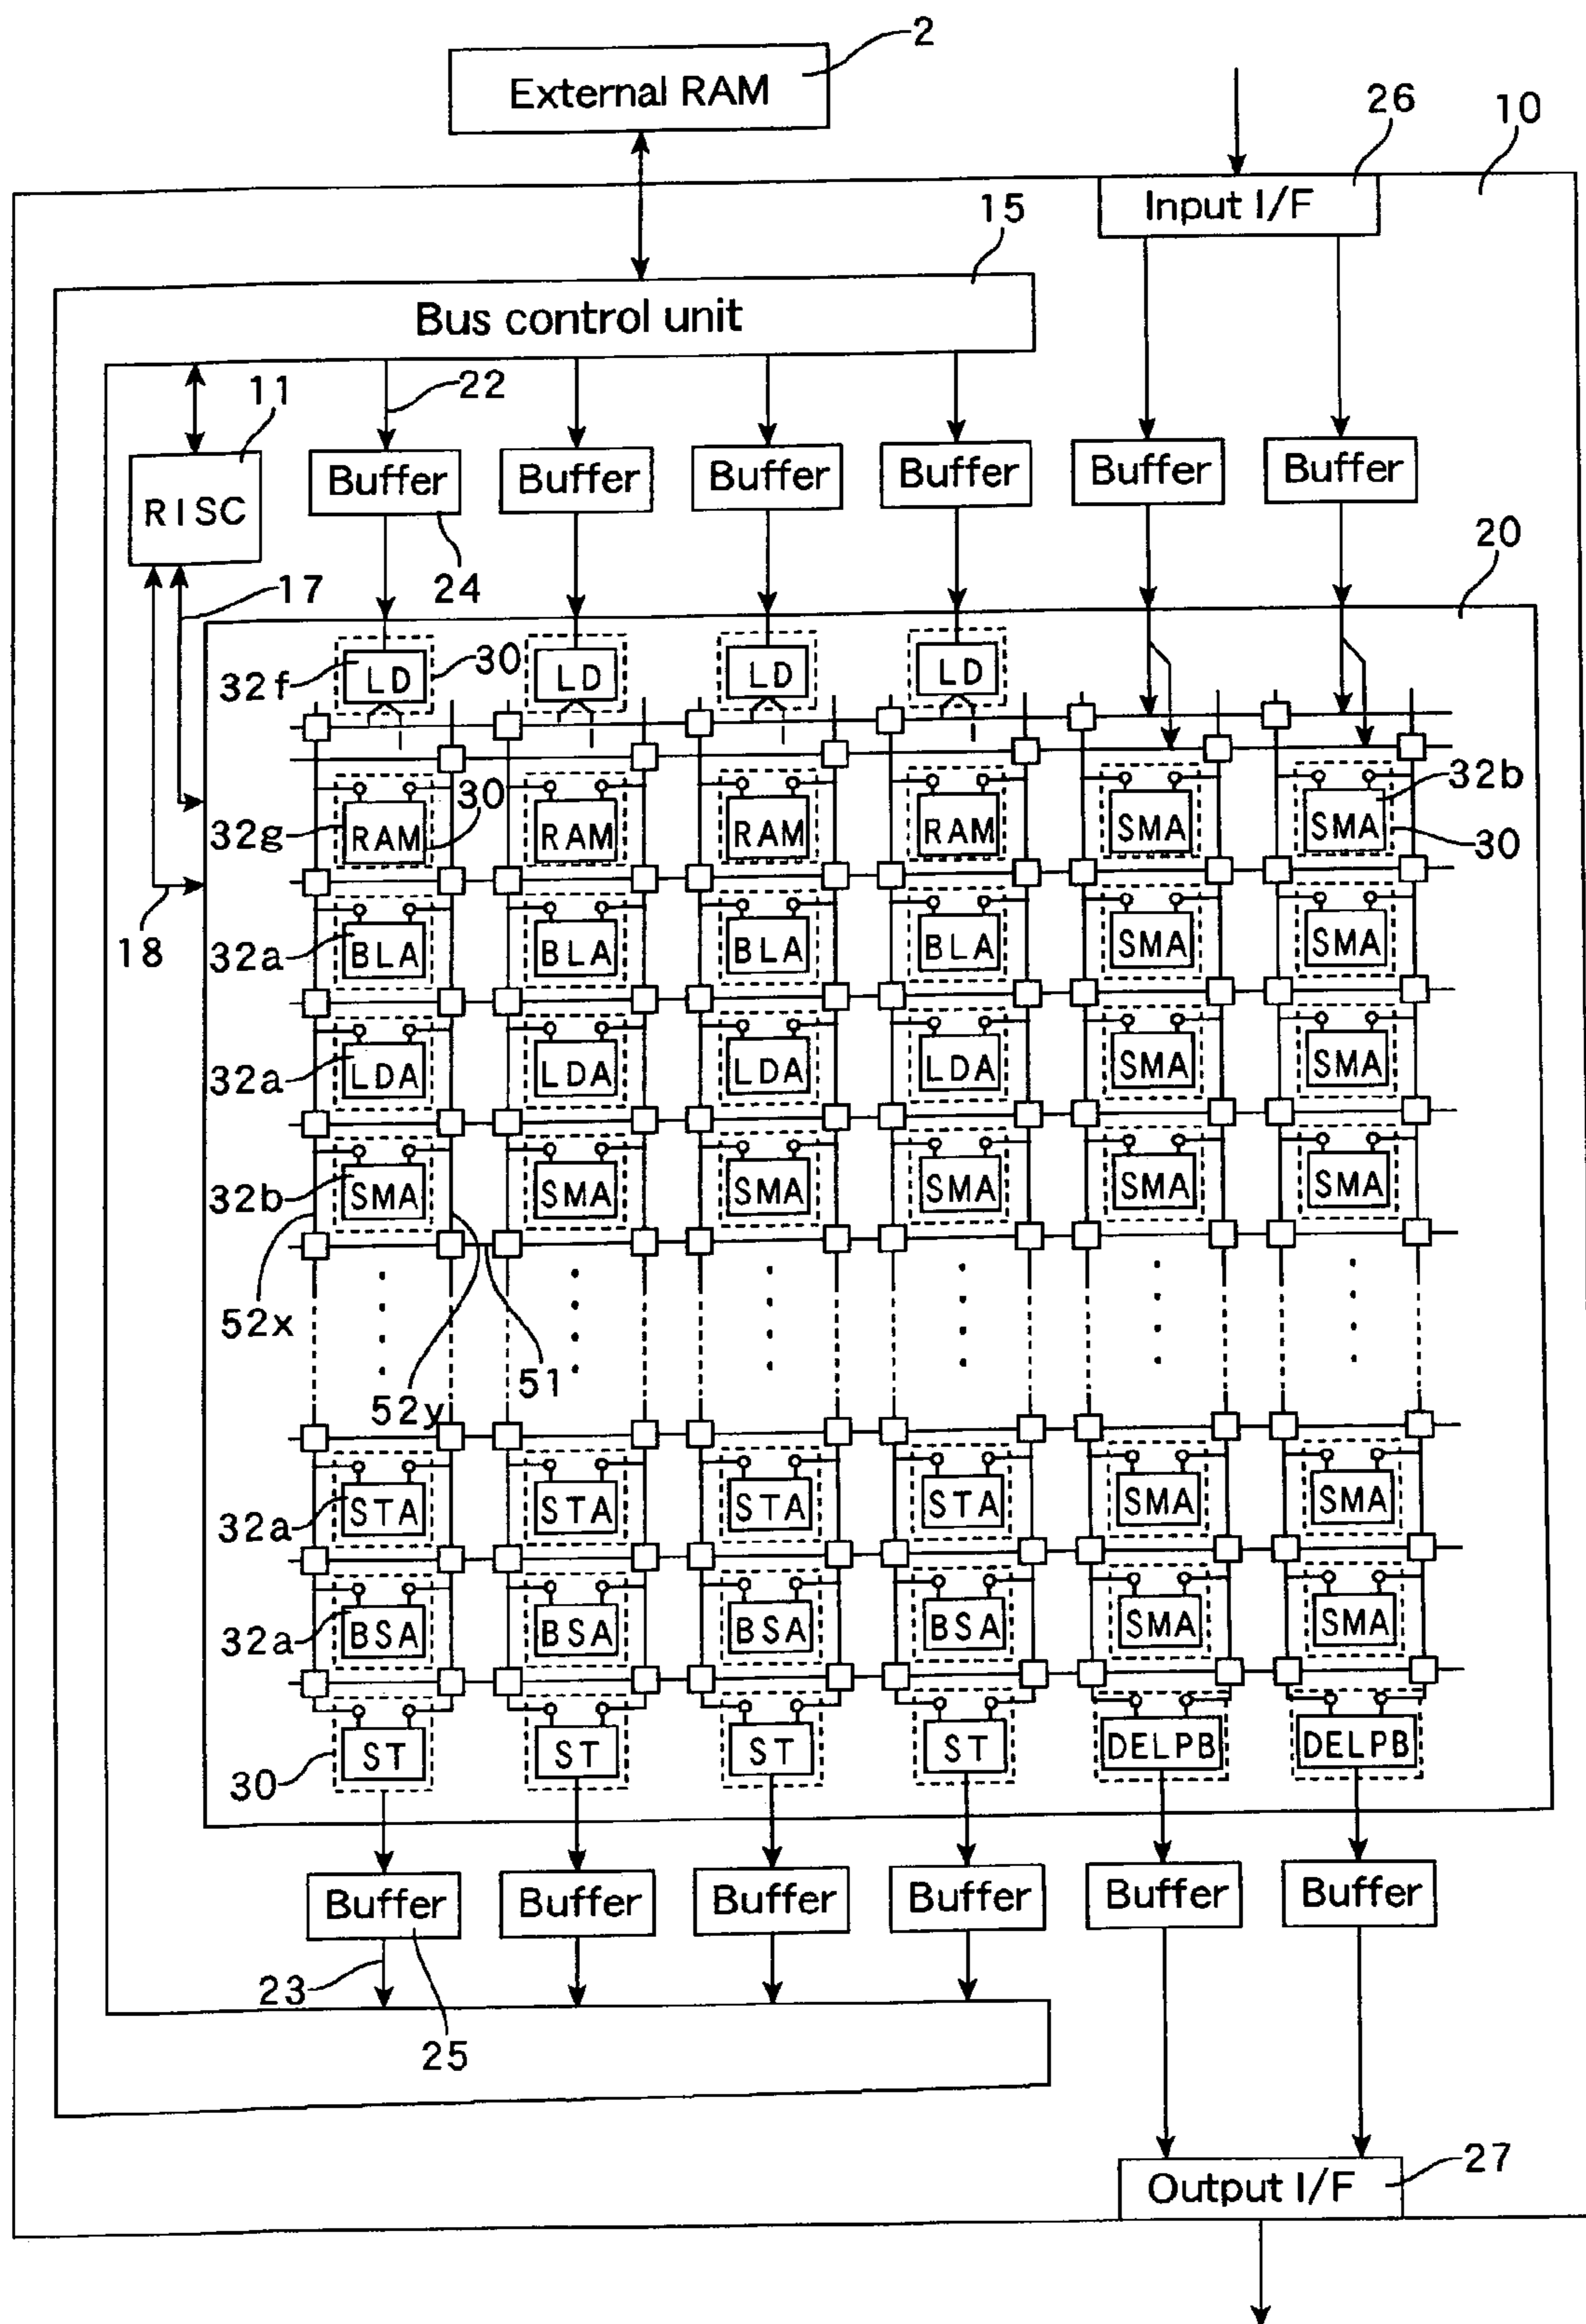 2
External RAM
26
10
Input I/F
15
Bus control unit
22
11
Buffer Buffer Buffer Buffer Buffer Buffer
RISC
24
20
17
32f LD 30 LD LD LD
32g RAM 30 RAM RAM RAM SMA SMA 32b
30
18
32a BLA BLA BLA BLA SMA SMA
32a LDA LDA LDA LDA SMA SMA
32b SMA SMA SMA SMA SMA SMA
52x
52y
51
32a STA STA STA STA SMA SMA
32a BSA BSA BSA BSA SMA SMA
30 ST ST ST ST DELPB DELPB
Buffer Buffer Buffer Buffer Buffer Buffer
23
25
27
Output I/F